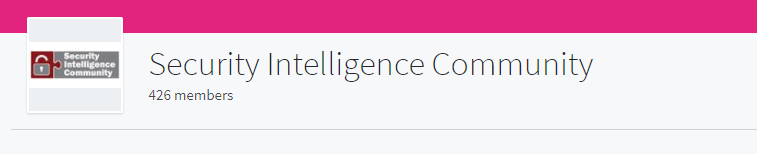 Security
Intelligence
Community
Security Intelligence Community
426 members